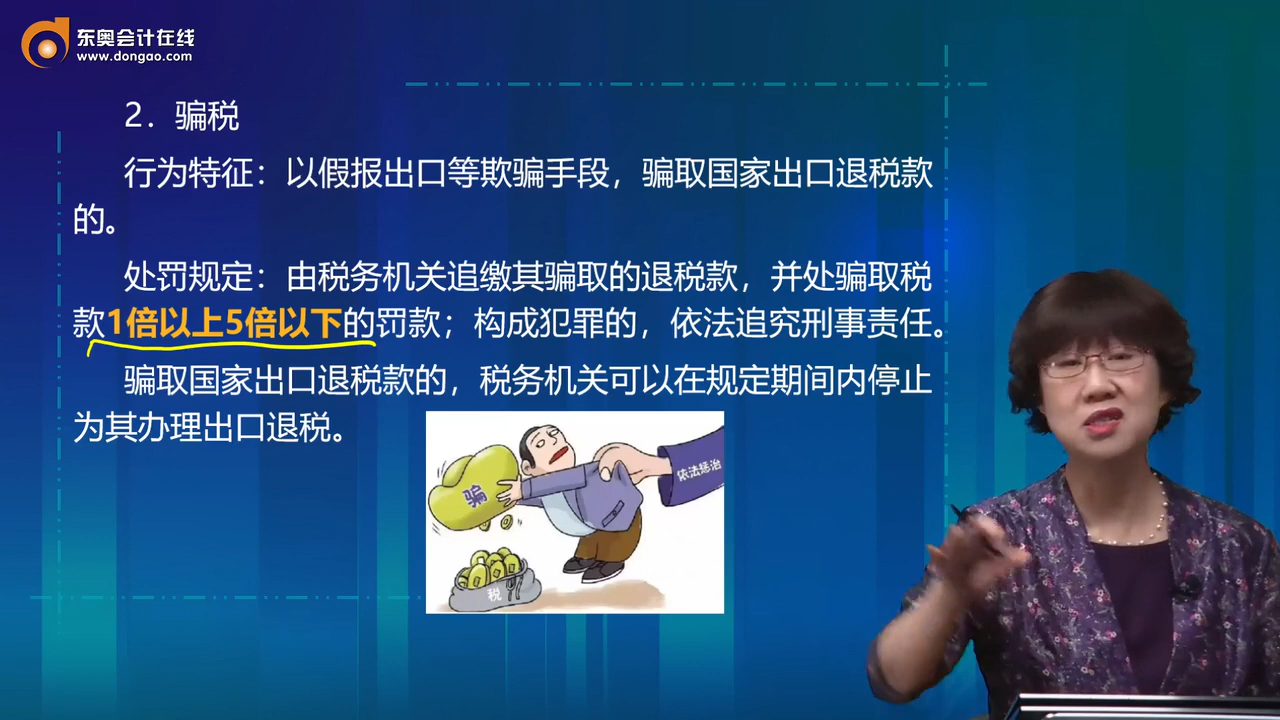 东奥会计在线
www.dongao.com
2．骗税
行为特征：以假报出口等欺骗手段，骗取国家出口退税款
的。
处罚规定：由税务机关追缴其骗取的退税款，并处骗取税
款1倍以上5倍以下的罚款；构成犯罪的，依法追究刑事责任。
骗取国家出口退税款的，税务机关可以在规定期间内停止
为其办理出口退税。
骗
依法惩治
税